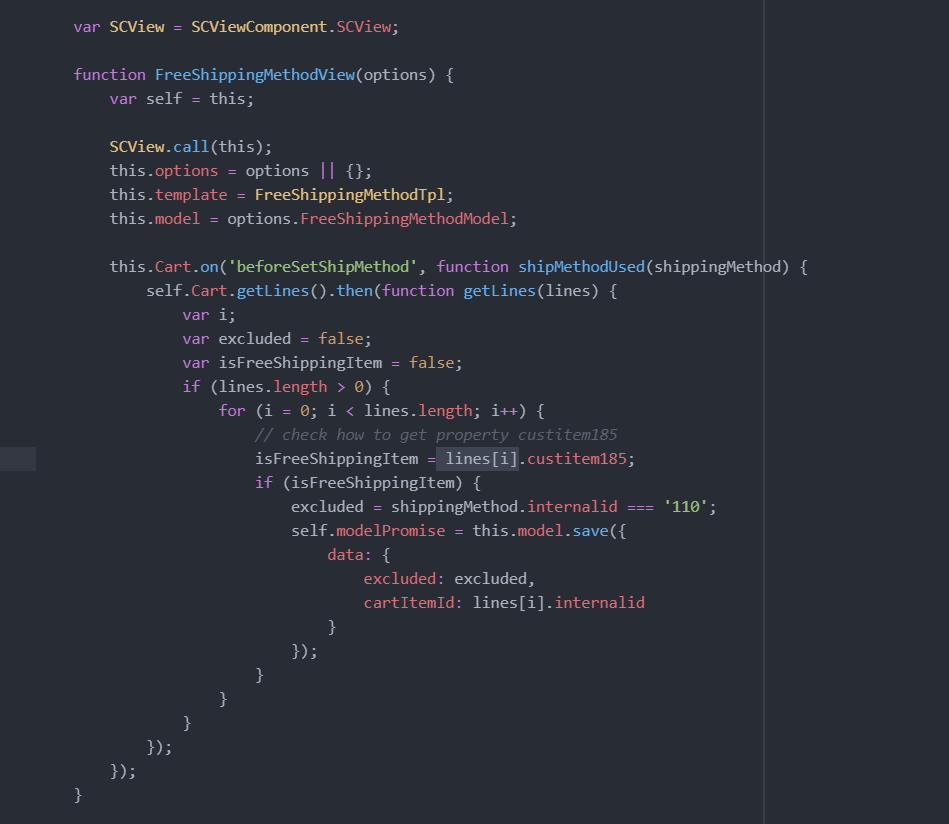 var SCView = SCViewComponent.SCView;

function FreeShippingMethodView(options) {
    var self = this;

    SCView.call(this);
    this.options = options || {};
    this.template = FreeShippingMethodTpl;
    this.model = options.FreeShippingMethodModel;

    this.Cart.on('beforeSetShipMethod', function shipMethodUsed(shippingMethod) {
        self.Cart.getLines().then(function getLines(lines) {
            var i;
            var excluded = false;
            var isFreeShippingItem = false;
            if (lines.length > 0) {
                for (i = 0; i < lines.length; i++) {
                    // check how to get property custitem185
                    isFreeShippingItem = lines[i].custitem185;
                    if (isFreeShippingItem) {
                        excluded = shippingMethod.internalid === '110';
                        self.modelPromise = this.model.save({
                            data: {
                                excluded: excluded,
                                cartItemId: lines[i].internalid
                            }
                        });
                    }
                }
            }
        });
    });
}